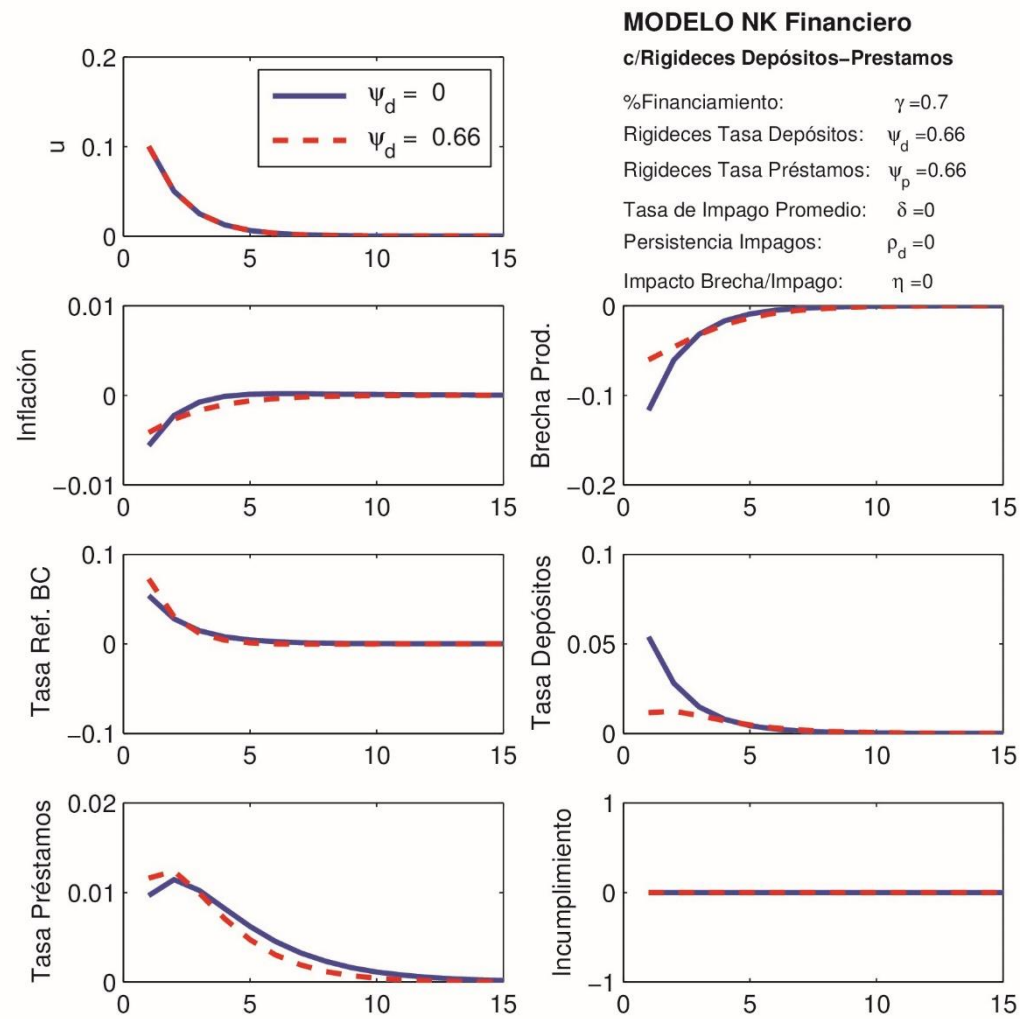 MODELO NK Financiero
c/Rigideces Depósitos–Prestamos
%Financiamiento: γ =0.7
Rigideces Tasa Depósitos: ψd =0.66
Rigideces Tasa Préstamos: ψp =0.66
Tasa de Impago Promedio: δ =0
Persistencia Impagos: ρd =0
Impacto Brecha/Impago: η =0
u
0.2
0.1
0
0 5 10 15
ψd = 0
ψd = 0.66
Inflación
0.01
0
−0.01
0 5 10 15
Brecha Prod.
0
−0.1
−0.2
0 5 10 15
Tasa Ref. BC
0.1
0
−0.1
0 5 10 15
Tasa Depósitos
0.1
0.05
0
0 5 10 15
Tasa Préstamos
0.02
0.01
0
0 5 10 15
Incumplimiento
1
0
−1
0 5 10 15